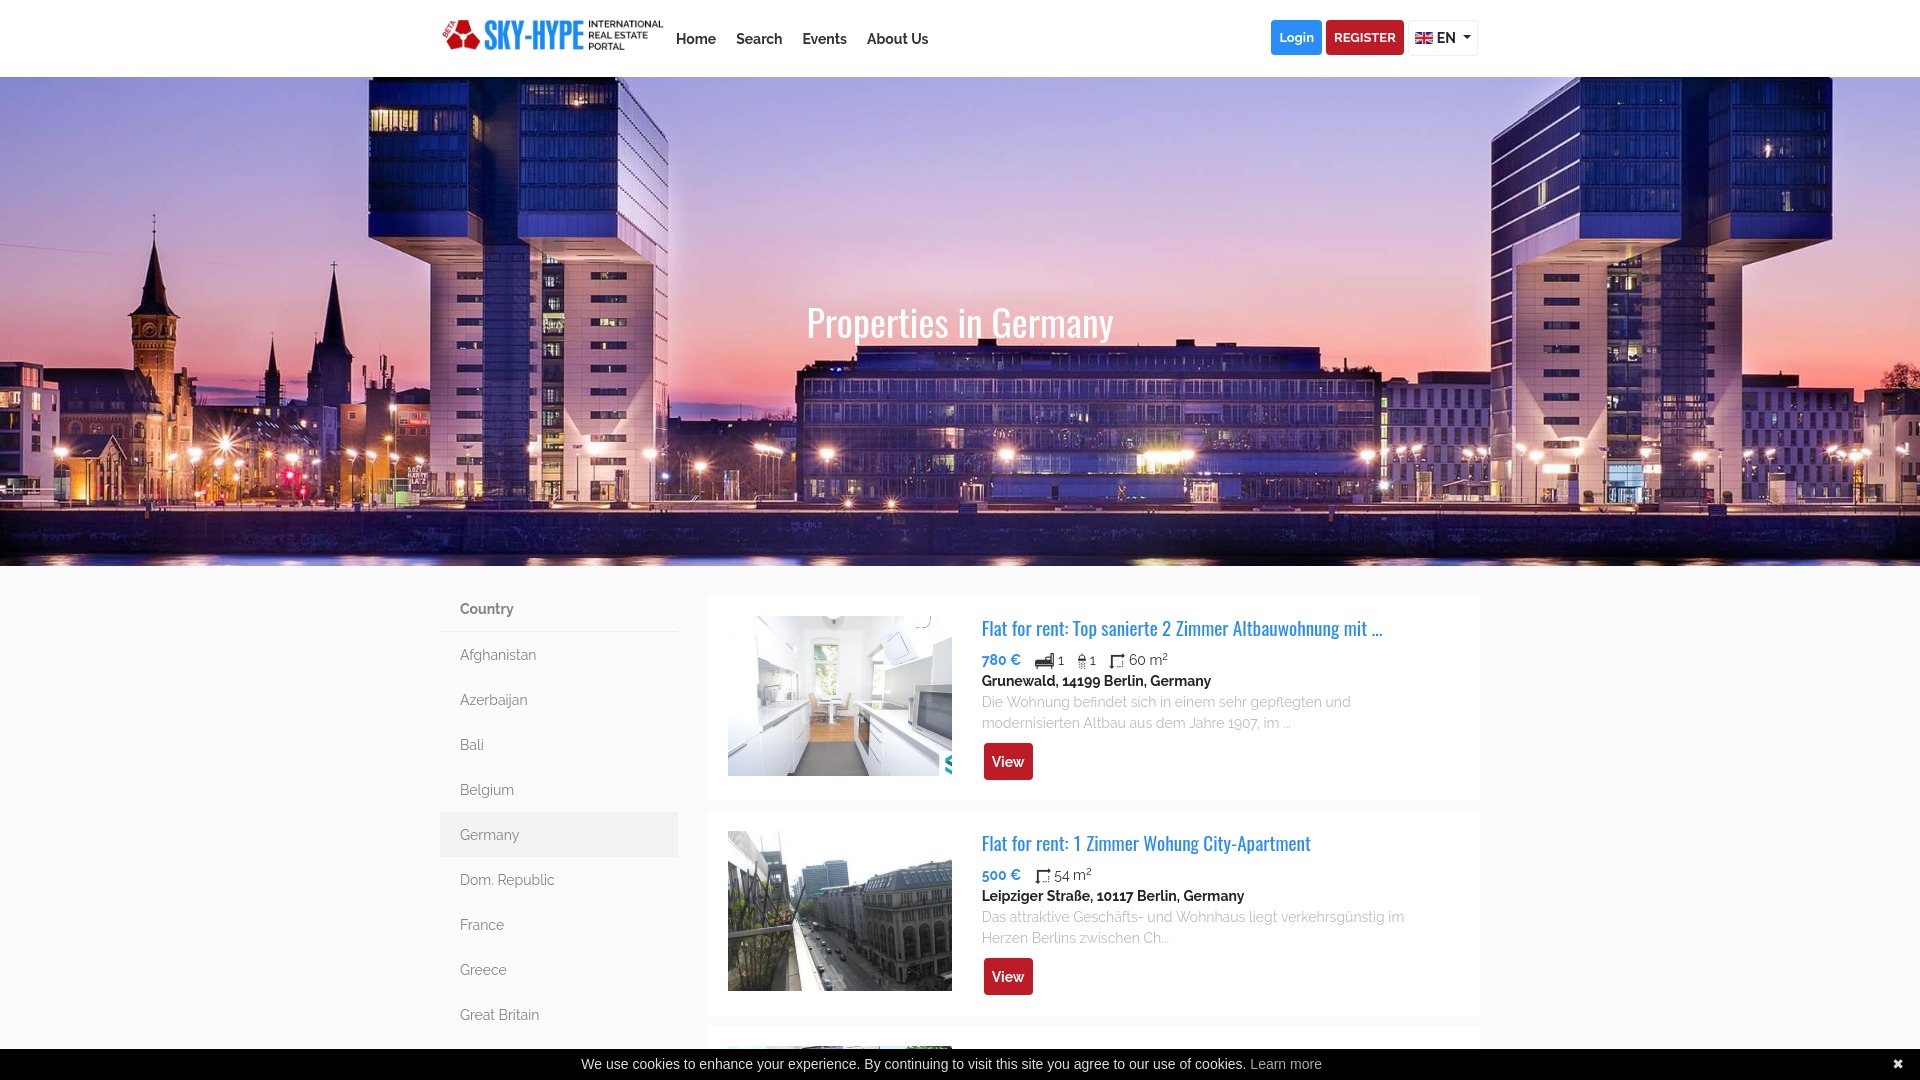 BETA
SKY-HYPE
INTERNATIONAL
REAL ESTATE
PORTAL
Home
Search
Events
About Us
Login
REGISTER
EN
Properties in Germany
Country
Afghanistan
Azerbaijan
Bali
Belgium
Germany
Dom. Republic
France
Greece
Great Britain
Flat for rent: Top sanierte 2 Zimmer Altbauwohnung mit ...
780 € 1 1 60 m²
Grunewald, 14199 Berlin, Germany
Die Wohnung befindet sich in einem sehr gepflegten und
modernisierten Altbau aus dem Jahre 1907, im ...
View
Flat for rent: 1 Zimmer Wohung City-Apartment
500 € 54 m²
Leipziger Straße, 10117 Berlin, Germany
Das attraktive Geschäfts- und Wohnhaus liegt verkehrsgünstig im
Herzen Berlins zwischen Ch...
View
We use cookies to enhance your experience. By continuing to visit this site you agree to our use of cookies. Learn more
✖